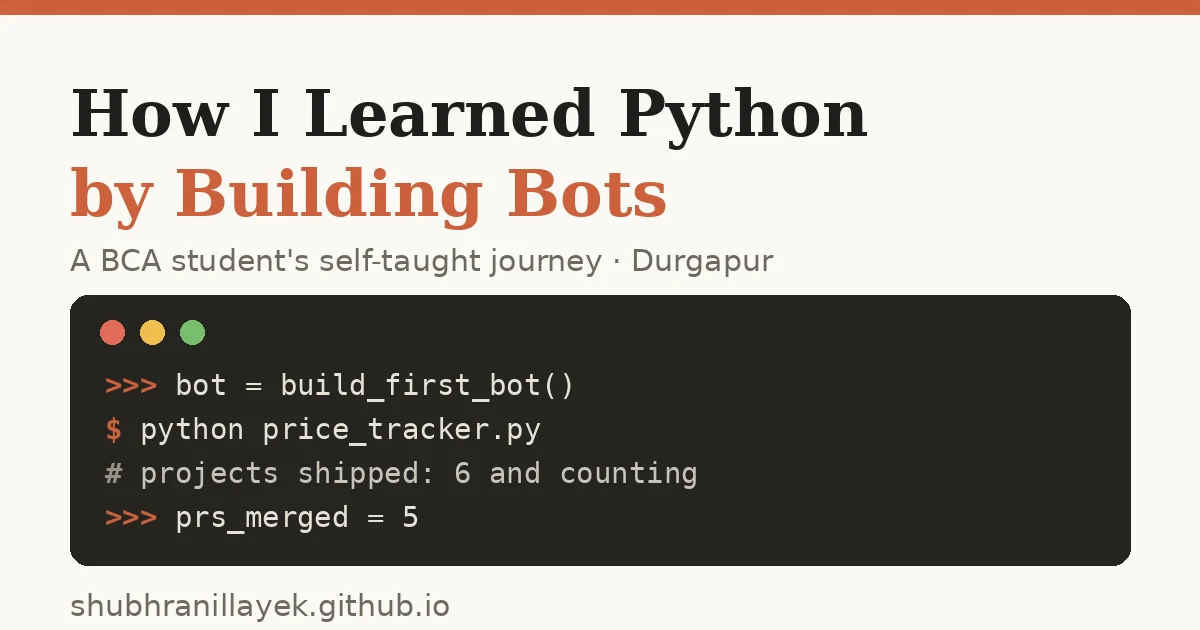 How I Learned Python
by Building Bots
A BCA student's self-taught journey · Durgapur
>>> bot = build_first_bot()
$ python price_tracker.py
# projects shipped: 6 and counting
>>> prs_merged = 5
shubhranillayek.github.io